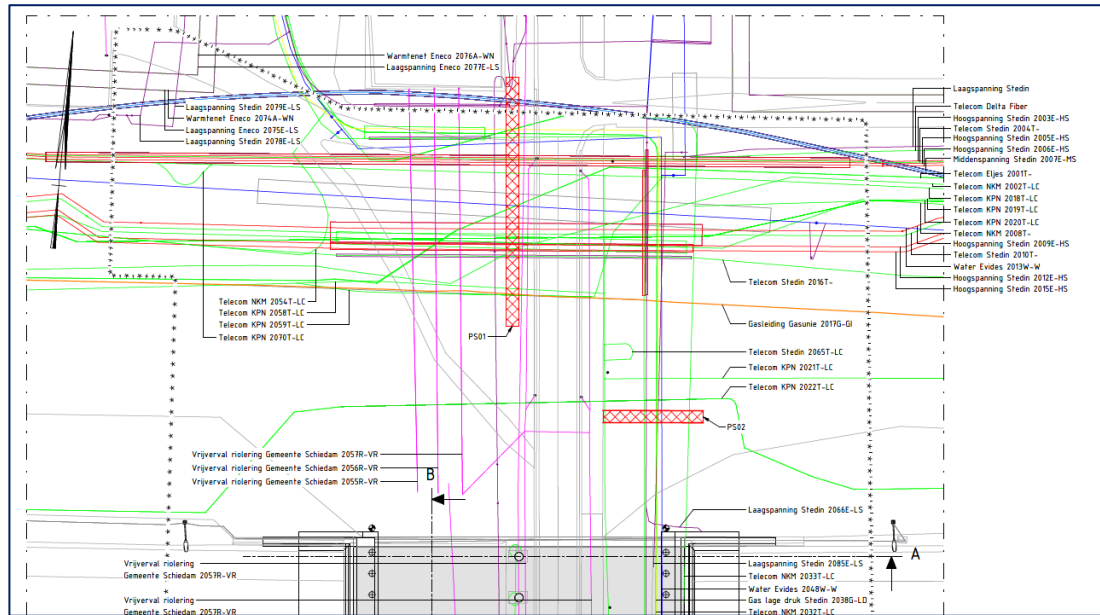 Warmtenet Eneco 2076A-WN
Laagspanning Eneco 2077E-LS
Laagspanning Stedin 2079E-LS
Warmtenet Eneco 2074A-WN
Laagspanning Eneco 2075E-LS
Laagspanning Stedin 2078E-LS
Laagspanning Stedin
Telecom Delta Fiber
Hoogspanning Stedin 2003E-HS
Telecom Stedin 2004T-
Hoogspanning Stedin 2005E-HS
Hoogspanning Stedin 2006E-HS
Middenspanning Stedin 2007E-MS
Telecom Eljes 2001T-
Telecom NKM 2002T-LC
Telecom KPN 2018T-LC
Telecom KPN 2019T-LC
Telecom KPN 2020T-LC
Telecom NKM 2008T-
Hoogspanning Stedin 2009E-HS
Telecom Stedin 2010T-
Water Evides 2013W-W
Hoogspanning Stedin 2012E-HS
Hoogspanning Stedin 2015E-HS
Telecom Stedin 2016T-
Telecom NKM 2054T-LC
Telecom KPN 2058T-LC
Telecom KPN 2059T-LC
Telecom KPN 2070T-LC
PS01
Gasleiding Gasunie 2017G-GI
Telecom Stedin 2065T-LC
Telecom KPN 2021T-LC
Telecom KPN 2022T-LC
PS02
Vrijverval riolering Gemeente Schiedam 2057R-VR
Vrijverval riolering Gemeente Schiedam 2056R-VR
Vrijverval riolering Gemeente Schiedam 2055R-VR
B
Laagspanning Stedin 2066E-LS
A
Vrijverval riolering
Gemeente Schiedam 2057R-VR
Laagspanning Stedin 2085E-LS
Telecom NKM 2033T-LC
Water Evides 2048W-W
Vrijverval riolering
Gemeente Schiedam 2057R-VR
Gas lage druk Stedin 2038G-LD
Telecom NKM 2032T-LC